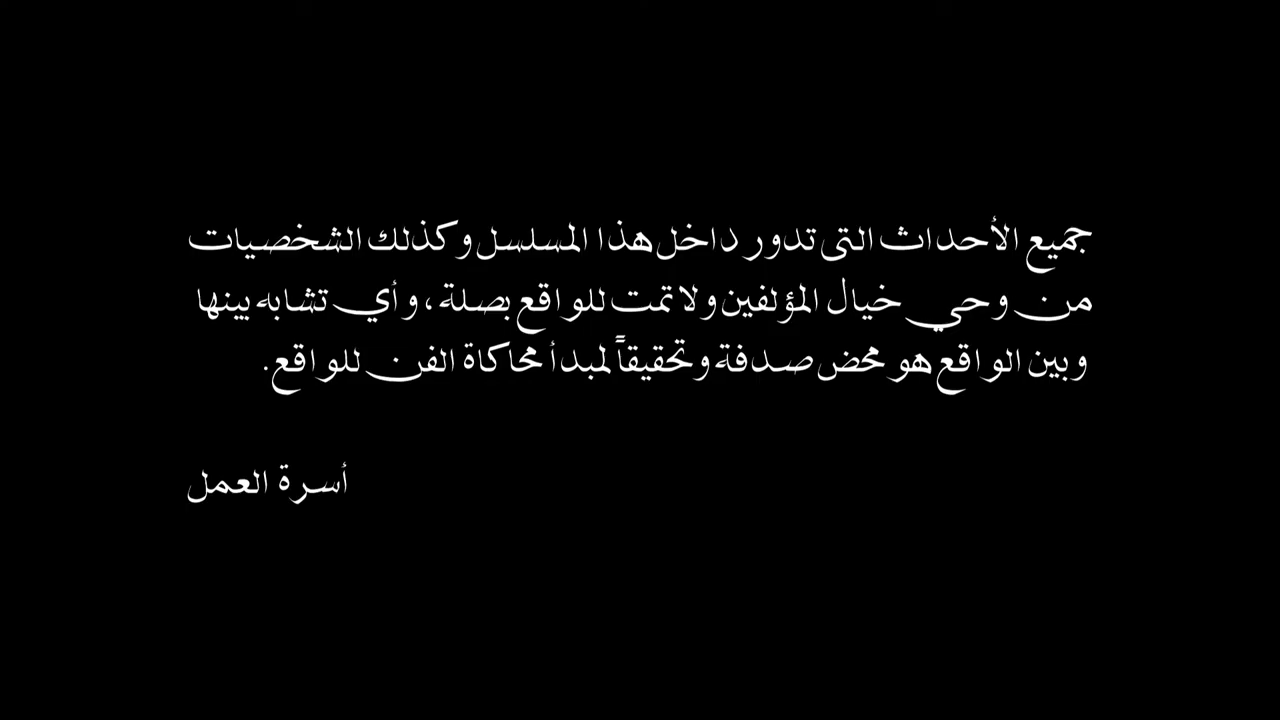 جميع الأحداث التى تدور داخل هذا المسلسل وكذلك الشخصيات
من وحي خيال المؤلفين ولا تمت للواقع بصلة، وأي تشابه بينها
وبين الواقع هو محض صدفة وتحقيقاً لمبدأ محاكاة الفن للواقع.
أسرة العمل